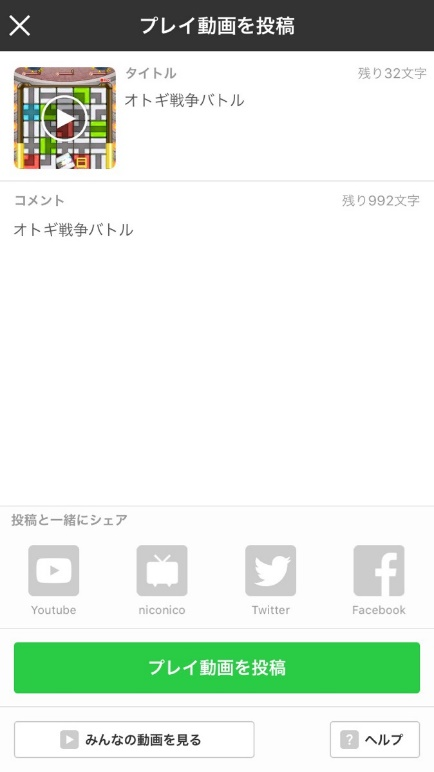 プレイ動画を投稿
タイトル
残り32文字
オトギ戦争バトル
コメント
残り992文字
オトギ戦争バトル
投稿と一緒にシェア
Youtube
niconico
Twitter
Facebook
プレイ動画を投稿
みんなの動画を見る
? ヘルプ